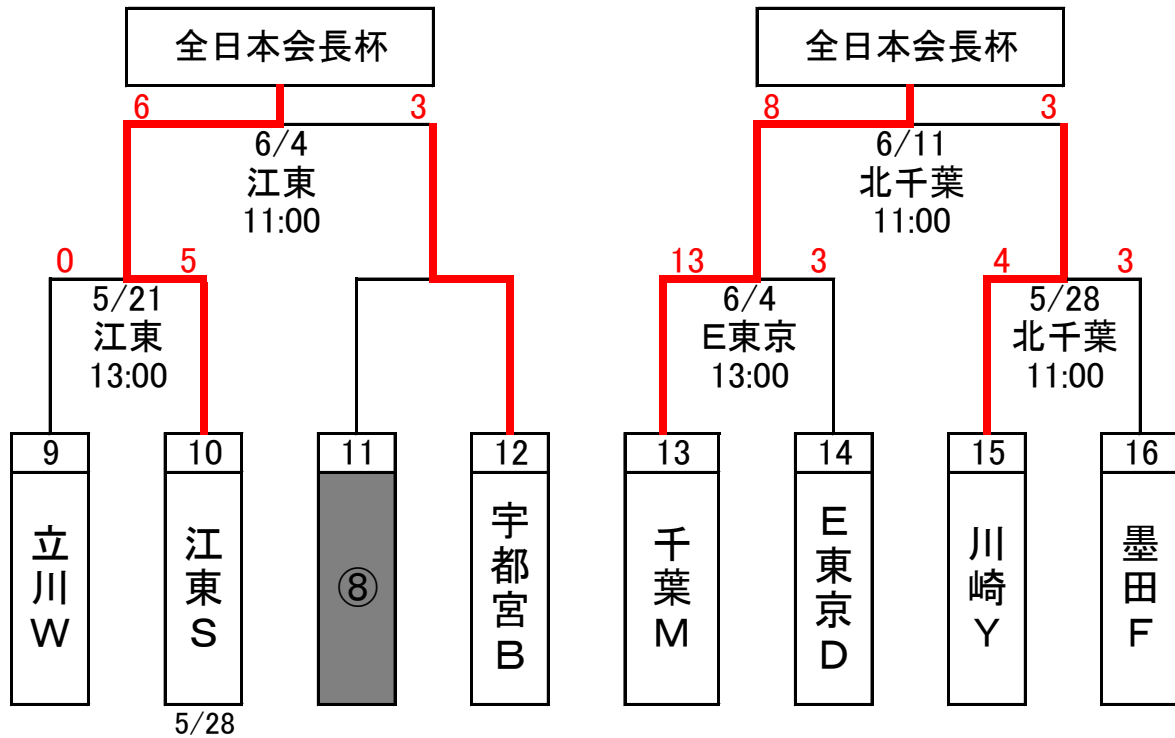 全日本会長杯
全日本会長杯
6 3
8 3
6/4
江東
11:00
6/11
北千葉
11:00
0 5
13 3
4 3
5/21
江東
13:00
6/4
E東京
13:00
5/28
北千葉
11:00
9
10
11
12
13
14
15
16
立川W
江東S
⑧
宇都宮B
千葉M
E東京D
川崎Y
墨田F
5/28